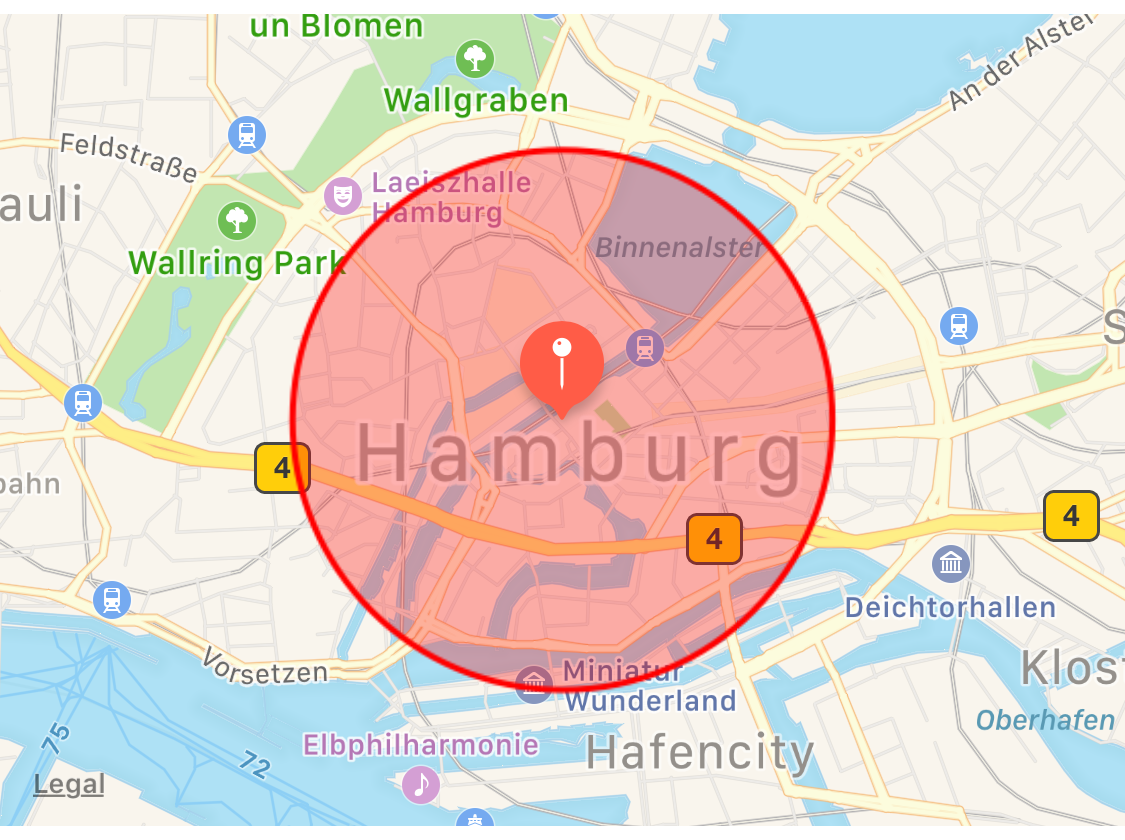 un Blomen
Wallgraben
An der Alster
Feldstraße
Laeiszhalle
Hamburg
auli
Binnenalster
Wallring Park
S
Hamburg
4
bahn
4
4
Deichtorhallen
Vorsetzen
Miniatur
Wunderland
Klos
Oberhafen
75
72
Elbphilharmonie
Hafencity
Legal